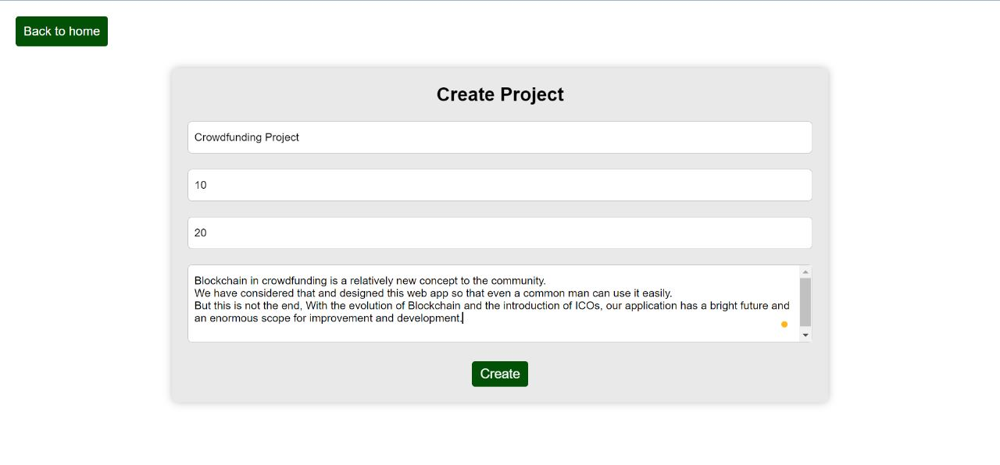 Back to home
Create Project
Crowdfunding Project
10
20
Blockchain in crowdfunding is a relatively new concept to the community.
We have considered that and designed this web app so that even a common man can use it easily.
But this is not the end, With the evolution of Blockchain and the introduction of ICOs, our application has a bright future and
an enormous scope for improvement and development.
Create